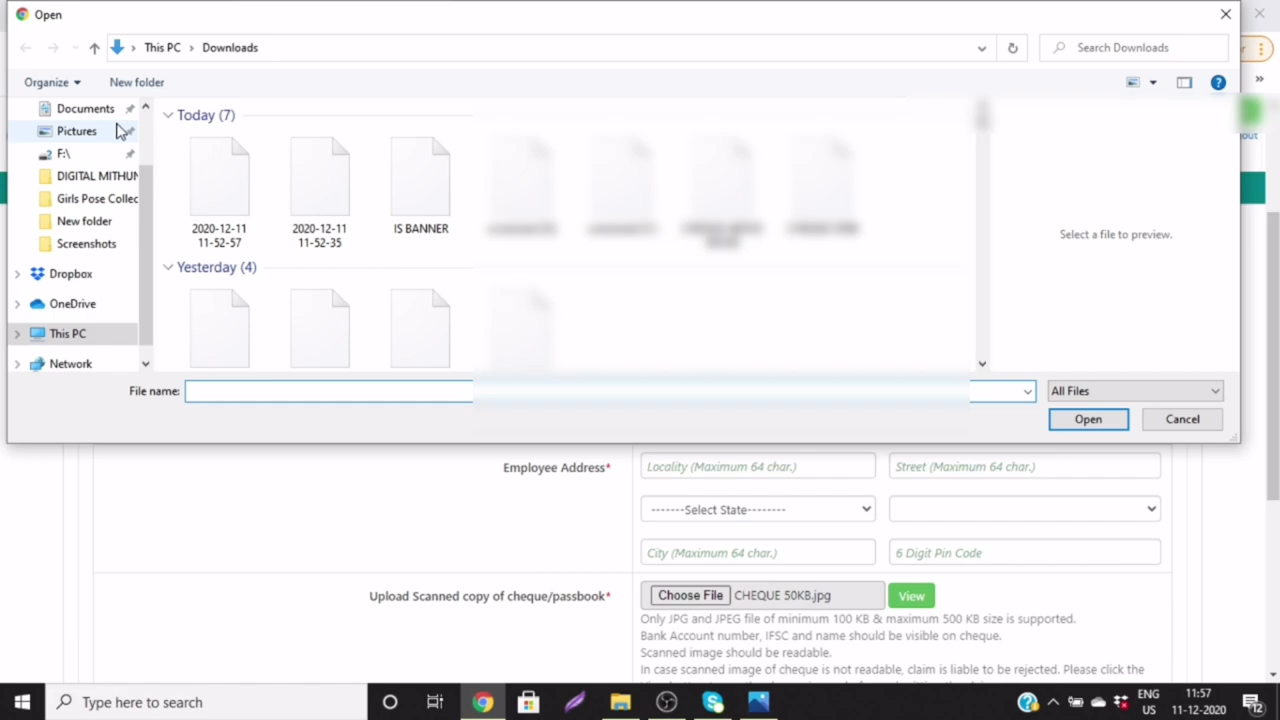 Open
This PC > Downloads
Search Downloads
Organize
New folder
Documents
Pictures
F:\
DIGITAL MITHUN
Girls Pose Collec
New folder
Screenshots
Dropbox
OneDrive
This PC
Network
Today (7)
2020-12-11
11-52-57
2020-12-11
11-52-35
IS BANNER
Yesterday (4)
Select a file to preview.
out
File name:
All Files
Open
Cancel
Employee Address*
Locality (Maximum 64 char.)
Street (Maximum 64 char.)
-------Select State--------
City (Maximum 64 char.)
6 Digit Pin Code
Upload Scanned copy of cheque/passbook*
Choose File CHEQUE 50KB.jpg
View
Only JPG and JPEG file of minimum 100 KB & maximum 500 KB size is supported.
Bank Account number, IFSC and name should be visible on cheque.
Scanned image should be readable.
In case scanned image of cheque is not readable, claim is liable to be rejected. Please click the
Type here to search
ENG
US
11:57
11-12-2020
12